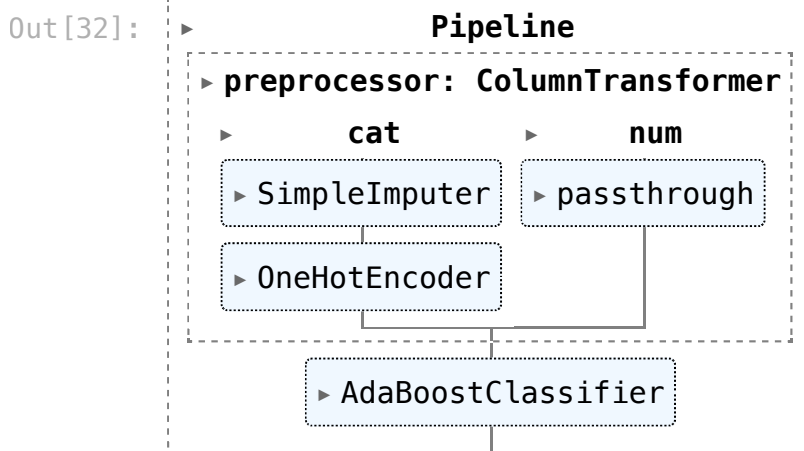 Out[32]: ▸ Pipeline
▸ preprocessor: ColumnTransformer
▸ cat ▸ num
▸ SimpleImputer ▸ passthrough
▸ OneHotEncoder
▸ AdaBoostClassifier